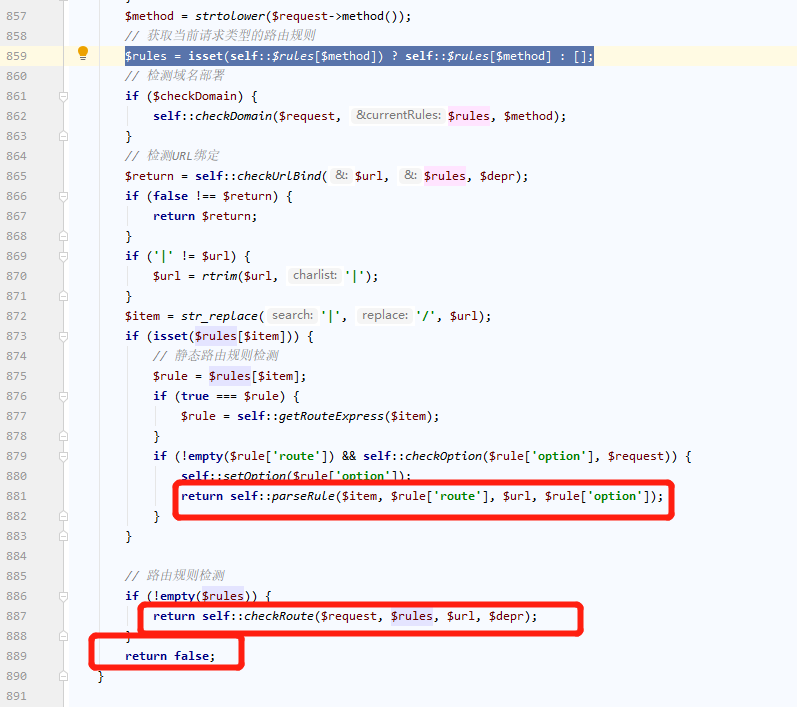 857 $method = strtolower($request->method());
858 // 获取当前请求类型的路由规则
859 $rules = isset(self::$rules[$method]) ? self::$rules[$method] : [];
860 // 检测域名部署
861 if ($checkDomain) {
862 self::checkDomain($request, &currentRules: $rules, $method);
863 }
864 // 检测URL绑定
865 $return = self::checkUrlBind( &: $url, &: $rules, $depr);
866 if (false !== $return) {
867 return $return;
868 }
869 if ('|' != $url) {
870 $url = rtrim($url, charlist: '|');
871 }
872 $item = str_replace( search: '|', replace: '/', $url);
873 if (isset($rules[$item])) {
874 // 静态路由规则检测
875 $rule = $rules[$item];
876 if (true === $rule) {
877 $rule = self::getRouteExpress($item);
878 }
879 if (!empty($rule['route']) && self::checkOption($rule['option'], $request)) {
880 self::setOption($rule['option']);
881 return self::parseRule($item, $rule['route'], $url, $rule['option']);
882 }
883 }
884
885 // 路由规则检测
886 if (!empty($rules)) {
887 return self::checkRoute($request, $rules, $url, $depr);
888 }
889 return false;
890 }
891